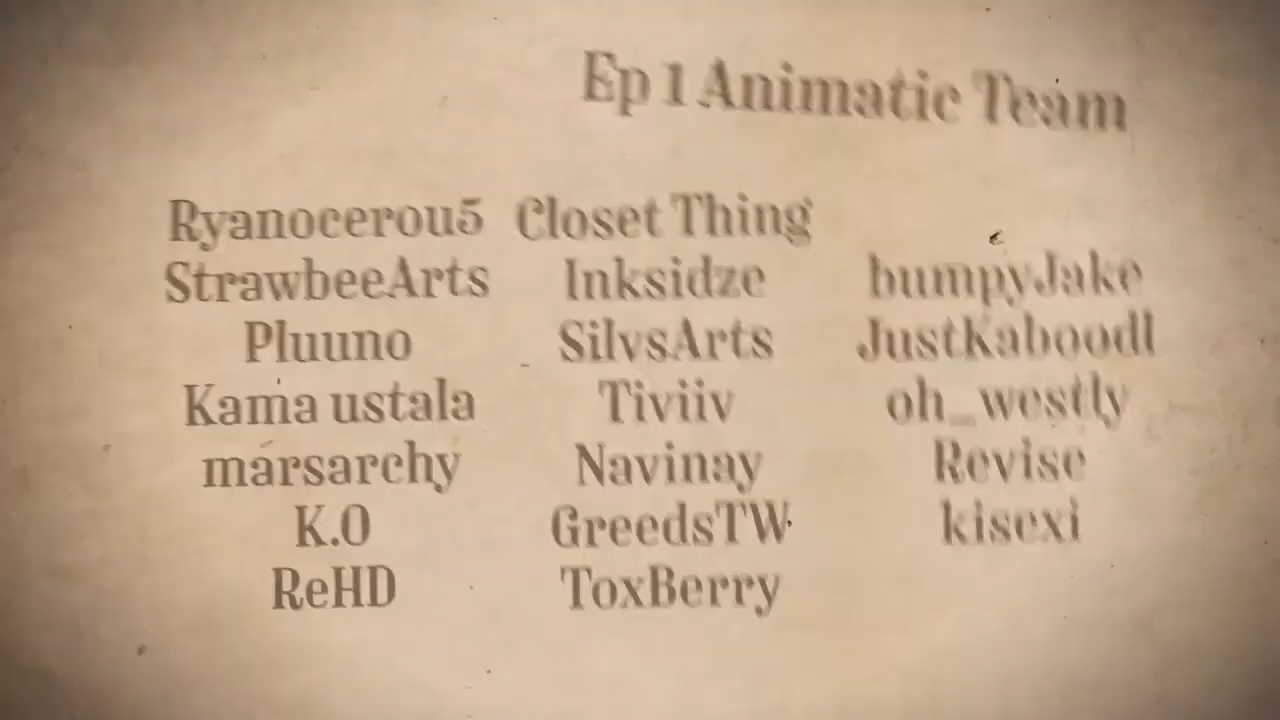 Ep 1 Animatic Team
Ryanocerou5
StrawbeeArts
Pluuno
Kama ustala
marsarchy
K.O
ReHD
Closet Thing
Inksidze
SilvsArts
Tiviiv
Navinay
GreedsTW
ToxBerry
bumpyJake
JustKaboodl
oh_westly
Revise
kisexi